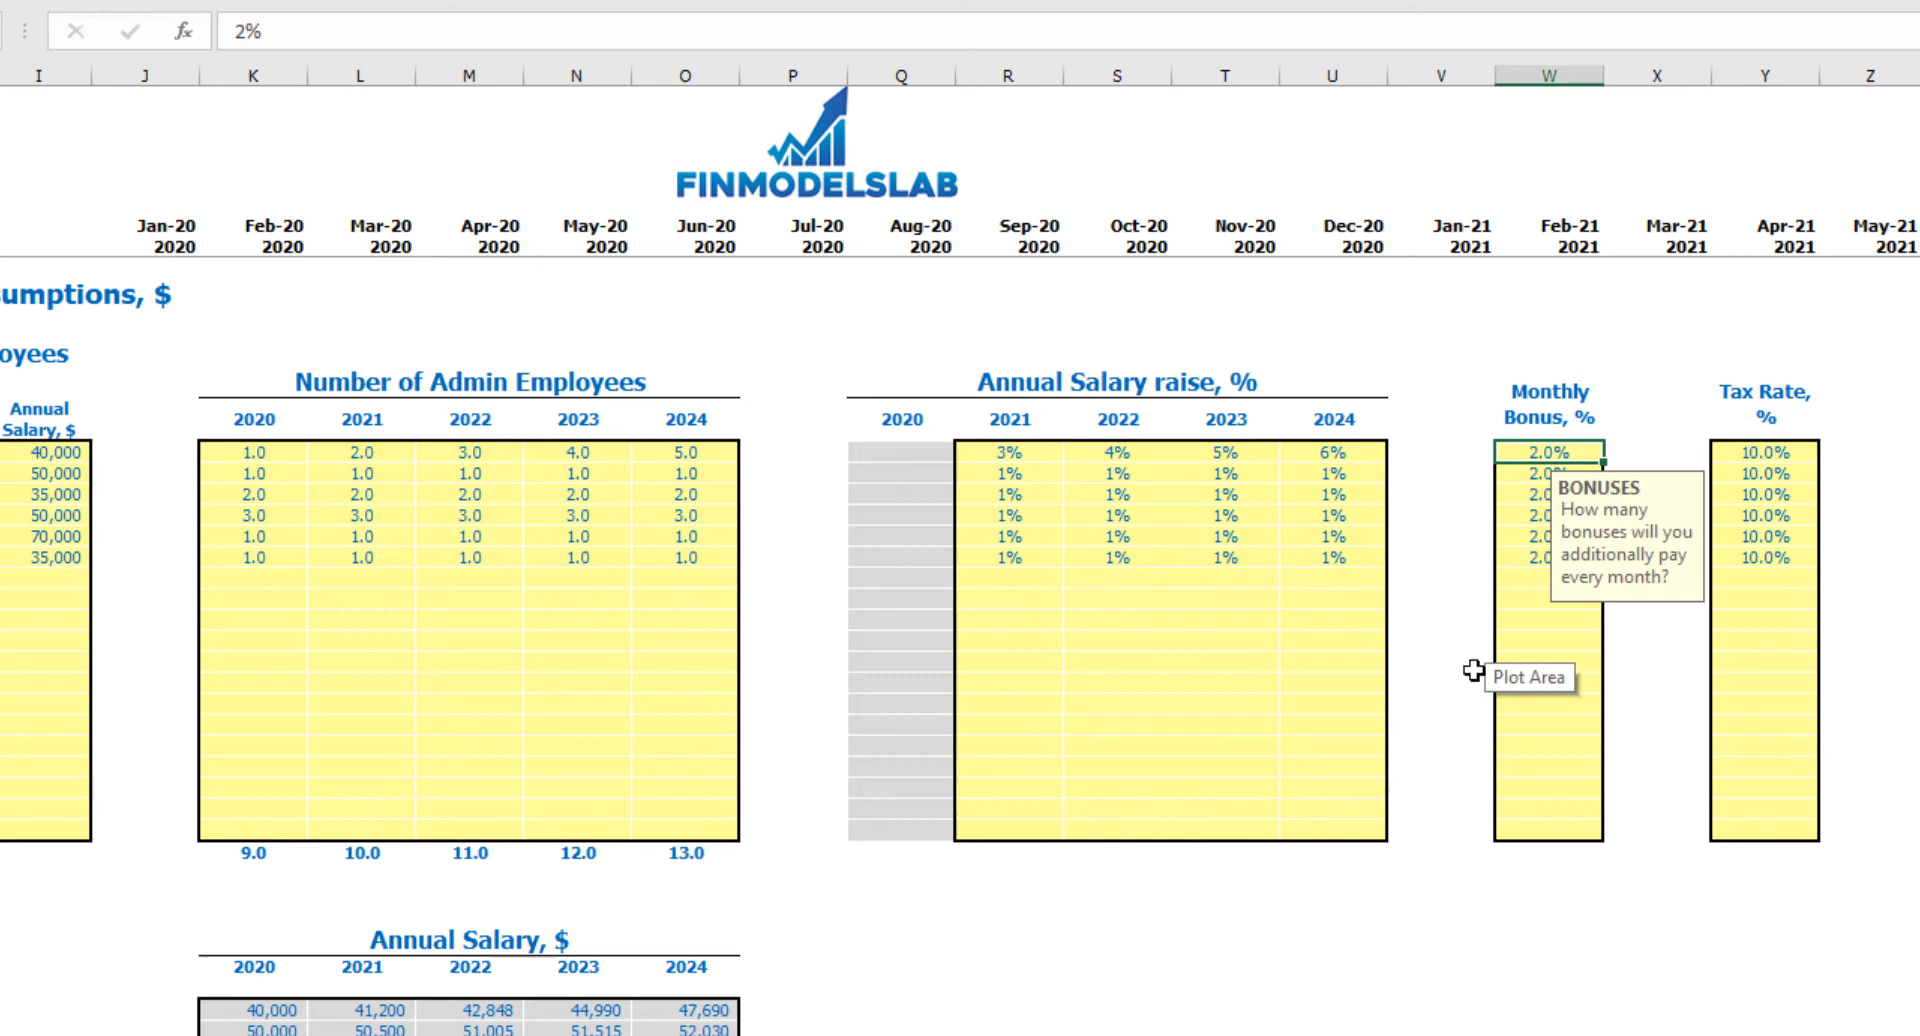 fx 2%
I J K L M N O P Q R S T U V W X Y Z
FINMODELSLAB
Jan-20 Feb-20 Mar-20 Apr-20 May-20 Jun-20 Jul-20 Aug-20 Sep-20 Oct-20 Nov-20 Dec-20 Jan-21 Feb-21 Mar-21 Apr-21 May-21
2020 2020 2020 2020 2020 2020 2020 2020 2020 2020 2020 2020 2021 2021 2021 2021 2021
sumptions, $
oyees
Number of Admin Employees Annual Salary raise, % Monthly Tax Rate,
Annual
Salary, $ 2020 2021 2022 2023 2024 2020 2021 2022 2023 2024 Bonus, % %
40,000 1.0 2.0 3.0 4.0 5.0 3% 4% 5% 6% 2.0% 10.0%
50,000 1.0 1.0 1.0 1.0 1.0 1% 1% 1% 1% 2.0% 10.0%
35,000 2.0 2.0 2.0 2.0 2.0 1% 1% 1% 1% 2.0 10.0%
50,000 3.0 3.0 3.0 3.0 3.0 1% 1% 1% 1% 2.0 10.0%
70,000 1.0 1.0 1.0 1.0 1.0 1% 1% 1% 1% 2.0 10.0%
35,000 1.0 1.0 1.0 1.0 1.0 1% 1% 1% 1% 2.0 10.0%
BONUSES
How many
bonuses will you
additionally pay
every month?
Plot Area
9.0 10.0 11.0 12.0 13.0
Annual Salary, $
2020 2021 2022 2023 2024
40,000 41,200 42,848 44,990 47,690
50,000 50,500 51,005 51,515 52,030